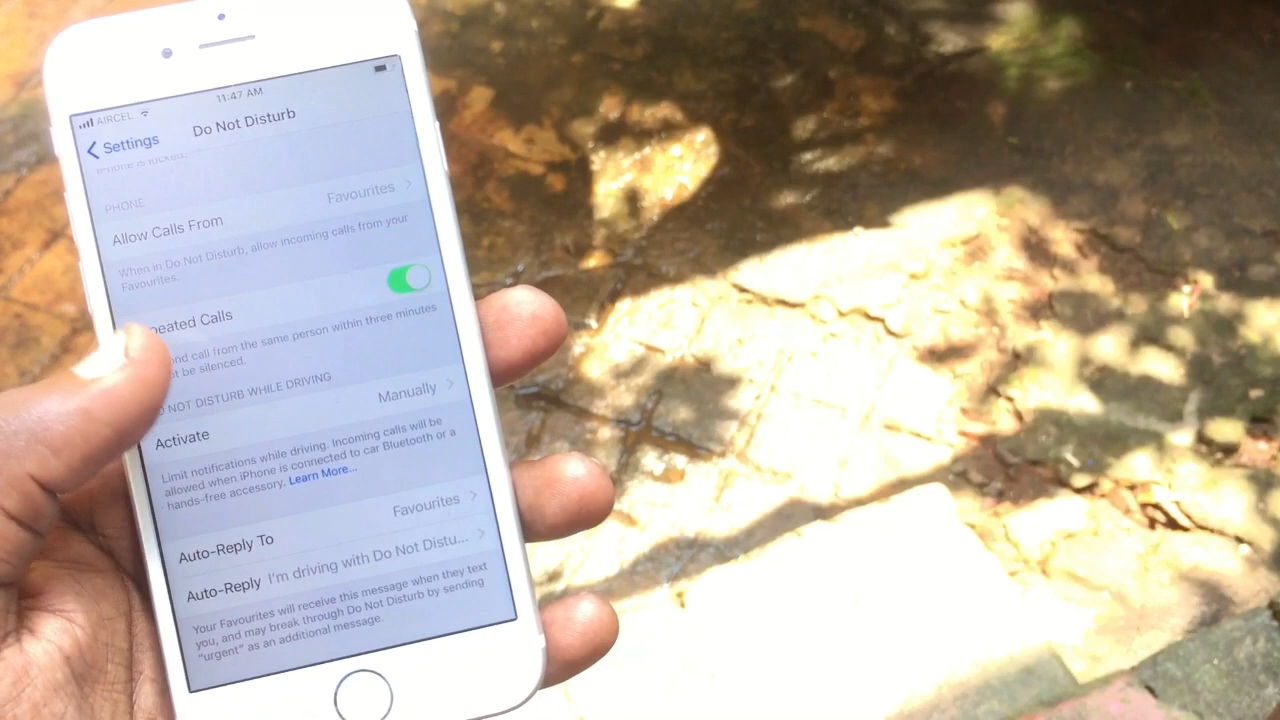 11:47 AM
AIRCEL
Settings
Do Not Disturb
iPhone is locked.
PHONE
Allow Calls From Favourites
When in Do Not Disturb, allow incoming calls from your
Favourites.
eated Calls
ond call from the same person within three minutes
ot be silenced.
NOT DISTURB WHILE DRIVING
Activate Manually
Limit notifications while driving. Incoming calls will be
allowed when iPhone is connected to car Bluetooth or a
hands-free accessory. Learn More...
Auto-Reply To Favourites
Auto-Reply I'm driving with Do Not Distu...
Your Favourites will receive this message when they text
you, and may break through Do Not Disturb by sending
"urgent" as an additional message.